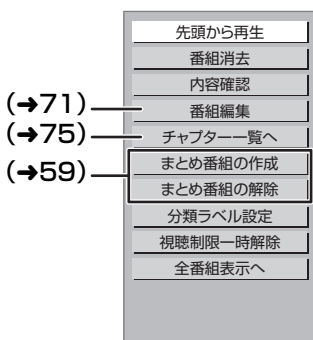 先頭から再生
番組消去
内容確認
(➜71) 番組編集
(➜75) チャプター一覧へ
(➜59) まとめ番組の作成
まとめ番組の解除
分類ラベル設定
視聴制限一時解除
全番組表示へ